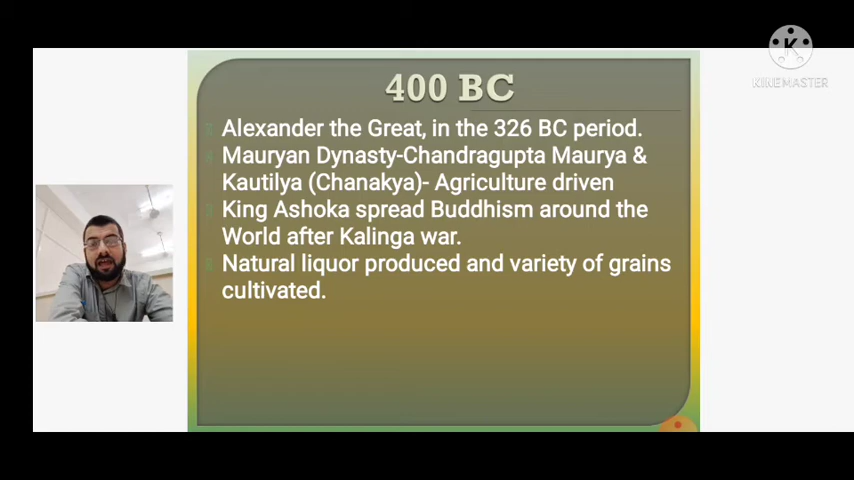 400 BC
Alexander the Great, in the 326 BC period.
Mauryan Dynasty-Chandragupta Maurya &
Kautilya (Chanakya)- Agriculture driven
King Ashoka spread Buddhism around the
World after Kalinga war.
Natural liquor produced and variety of grains
cultivated.
K
KINEMASTER